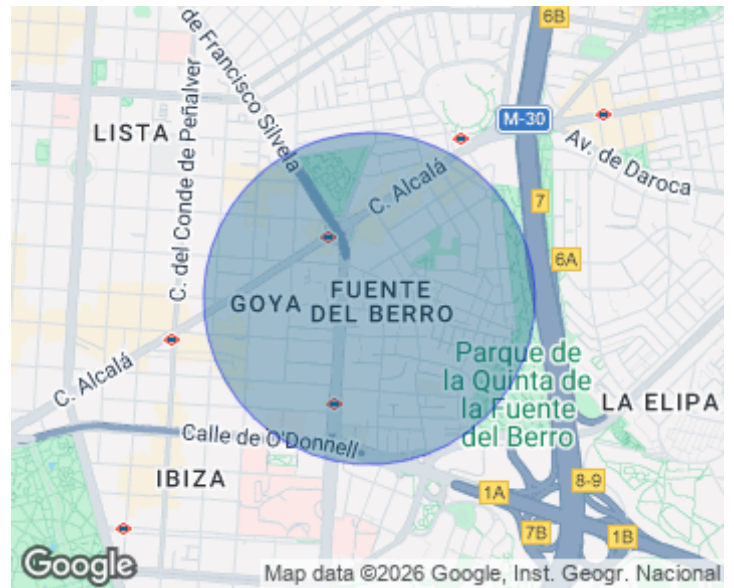 6B
de Francisco Silvela
LISTA
M-30
C. del Conde de Peñalver
Av. de Daroca
C. Alcalá
7
6A
GOYA
FUENTE
DEL BERRO
Parque de
la Quinta de
la Fuente
del Berro
C. Alcalá
LA ELIPA
Calle de O'Donnell
IBIZA
1A
8-9
7B
1B
Google
Map data ©2026 Google, Inst. Geogr. Nacional